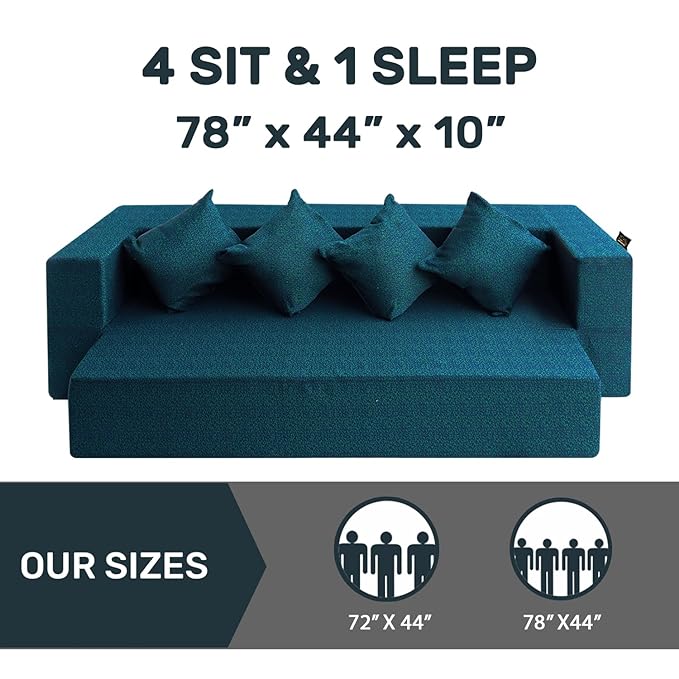 4 SIT & 1 SLEEP
78” x 44” x 10”
OUR SIZES
72” X 44”
78” X44”